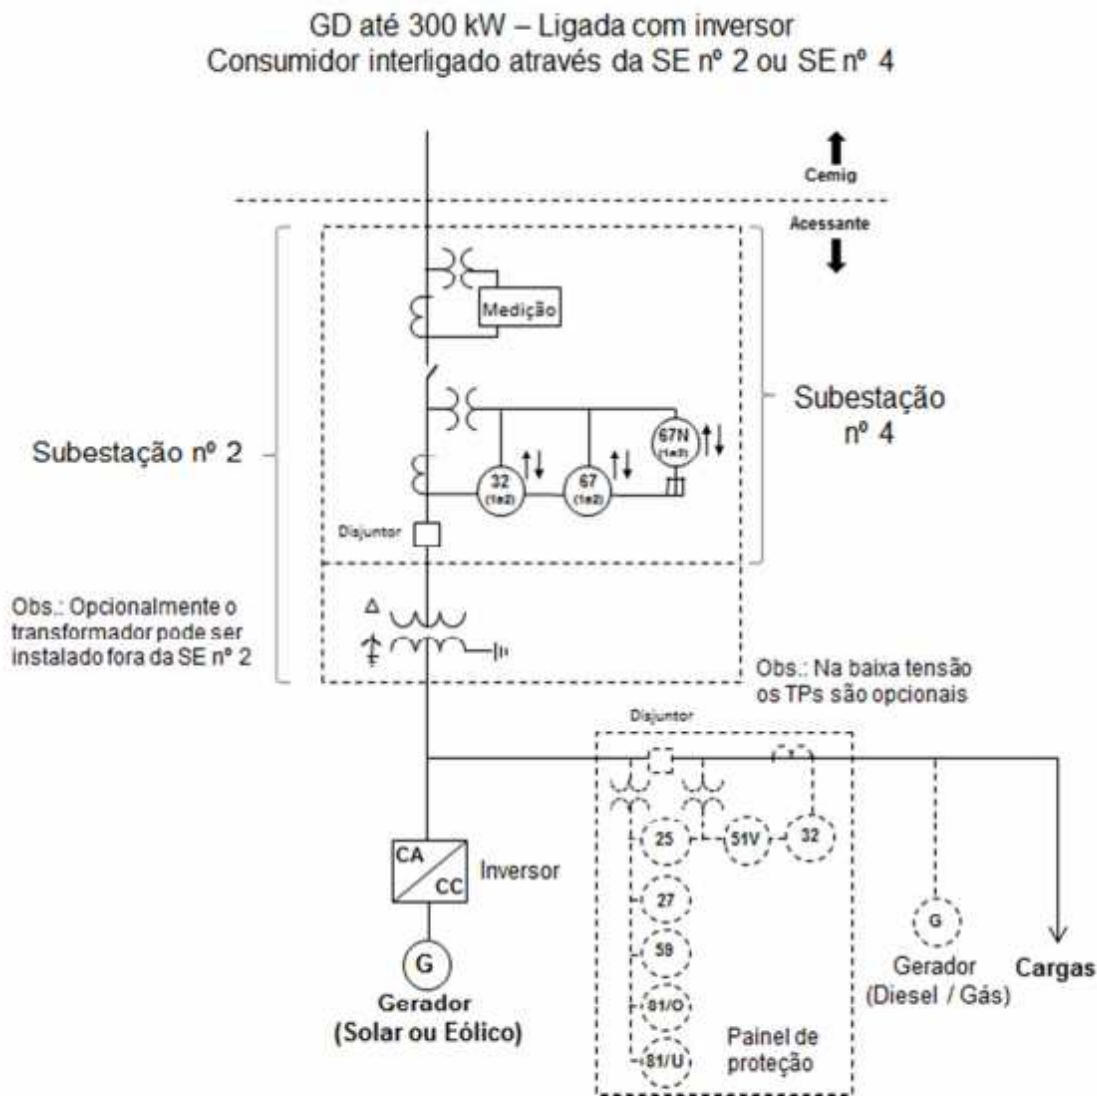 GD até 300 kW – Ligada com inversor
Consumidor interligado através da SE nº 2 ou SE nº 4
Cemig
Acessante
Medição
Subestação nº 2
Subestação
nº 4
67N
(1ø3)
32
(1ø2)
67
(1ø2)
Disjuntor
Obs.: Opcionalmente o
transformador pode ser
instalado fora da SE nº 2
Δ
Obs.: Na baixa tensão
os TPs são opcionais
Disjuntor
25
51V
32
CA
CC
Inversor
27
59
G
G
81/O
81/U
Gerador
(Solar ou Eólico)
Gerador
(Diesel / Gás)
Cargas
Painel de
proteção